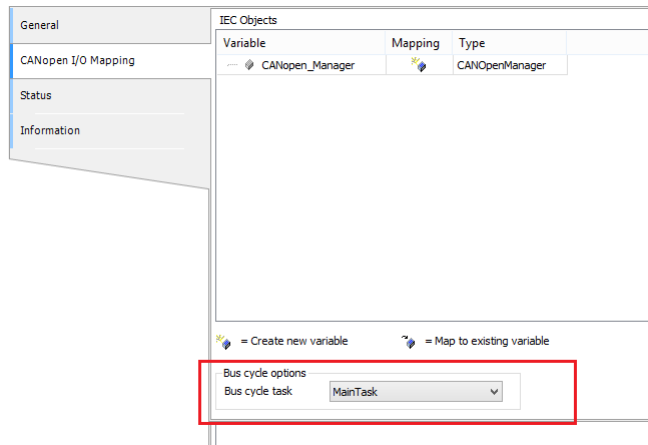 General
CANopen I/O Mapping
Status
Information
IEC Objects
Variable Mapping Type
CANopen_Manager CANOpenManager
= Create new variable = Map to existing variable
Bus cycle options
Bus cycle task MainTask